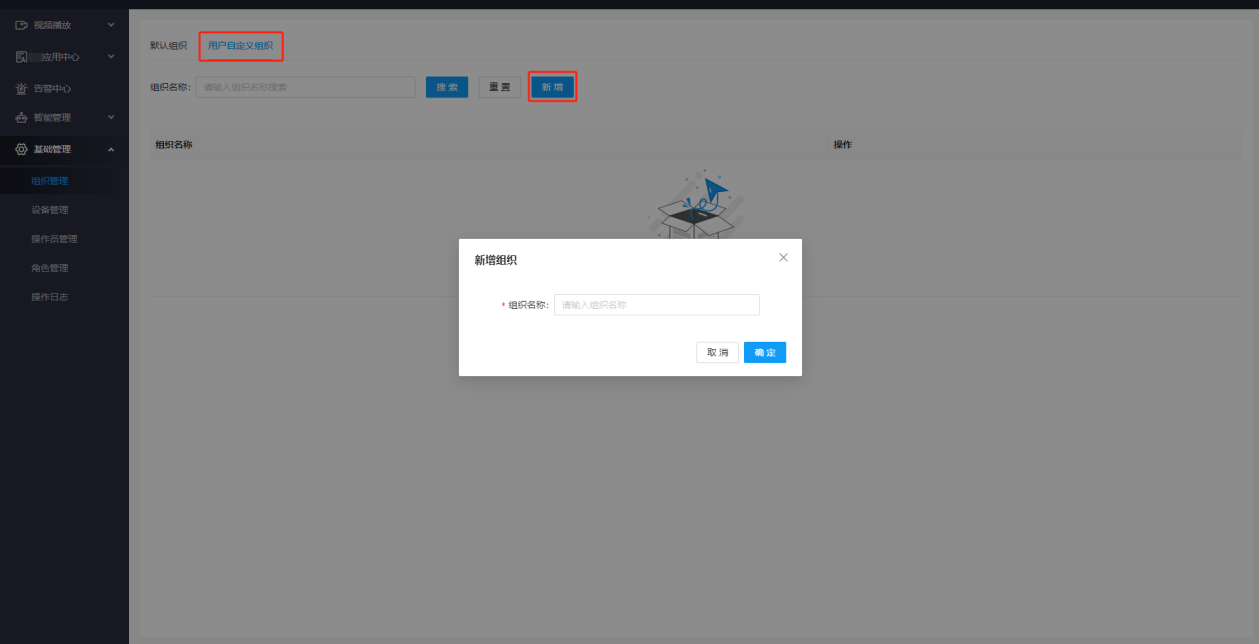 视频播放
应用中心
告警中心
智能管理
基础管理
组织管理
设备管理
操作员管理
角色管理
操作日志
默认组织 用户自定义组织
组织名称： 请输入组织名称搜索 搜 索 重 置 新 增
组织名称 操作
新增组织
* 组织名称： 请输入组织名称
取 消 确 定